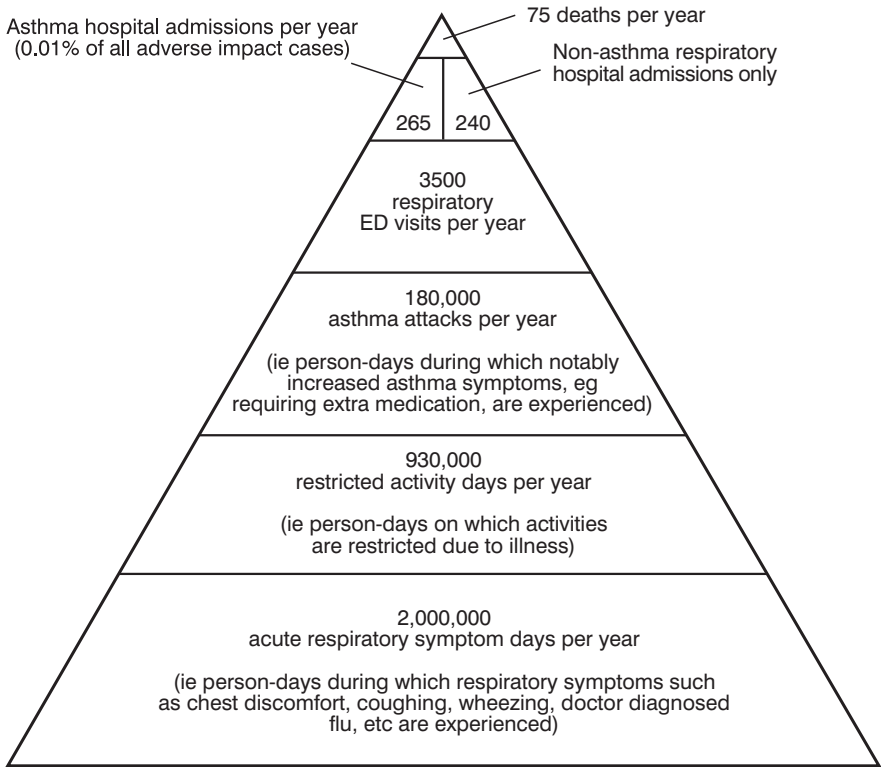 Asthma hospital admissions per year
(0.01% of all adverse impact cases)
75 deaths per year
Non-asthma respiratory
hospital admissions only
265
240
3500
respiratory
ED visits per year
180,000
asthma attacks per year
(ie person-days during which notably
increased asthma symptoms, eg
requiring extra medication, are experienced)
930,000
restricted activity days per year
(ie person-days on which activities
are restricted due to illness)
2,000,000
acute respiratory symptom days per year
(ie person-days during which respiratory symptoms such
as chest discomfort, coughing, wheezing, doctor diagnosed
flu, etc are experienced)